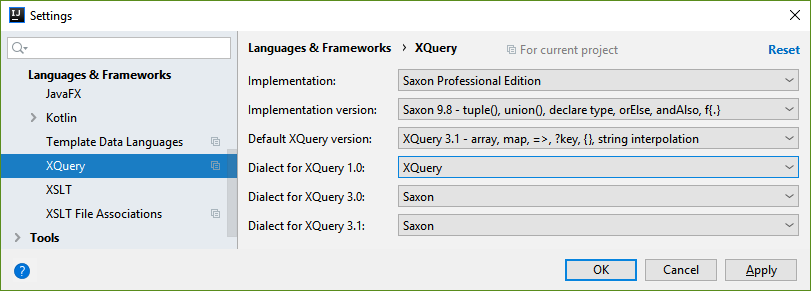 IJ Settings
Languages & Frameworks
JavaFX
Kotlin
Template Data Languages
XQuery
XSLT
XSLT File Associations
Tools
?
Languages & Frameworks › XQuery For current project Reset
Implementation: Saxon Professional Edition
Implementation version: Saxon 9.8 - tuple(), union(), declare type, orElse, andAlso, f{.}
Default XQuery version: XQuery 3.1 - array, map, =>, ?key, {}, string interpolation
Dialect for XQuery 1.0: XQuery
Dialect for XQuery 3.0: Saxon
Dialect for XQuery 3.1: Saxon
OK Cancel Apply